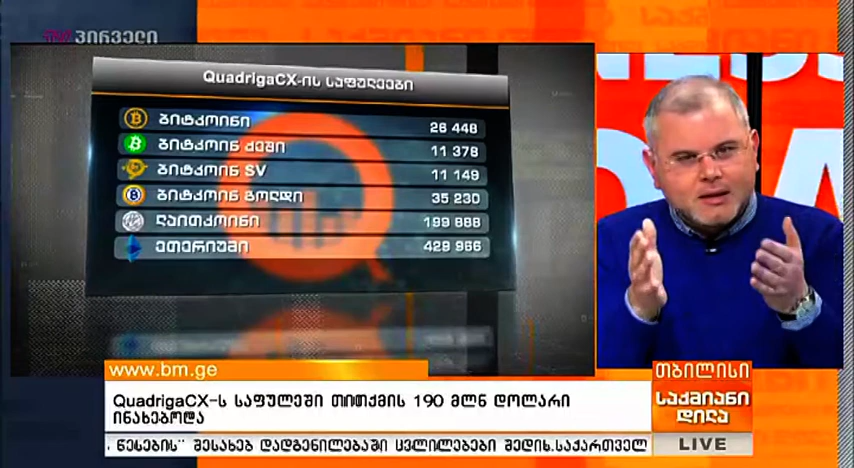 TV ᲞᲘᲠᲕᲔᲚᲘ
QuadrigaCX-ის საფულეები
ბიტკოინი 26 448
ბიტკოინ ქეში 11 378
ბიტკოინ SV 11 149
ბიტკოინ გოლდი 35 230
ლაითკოინი 199 888
ეთერიუმი 429 966
www.bm.ge
QuadrigaCX-ს საფულეში თითქმის 190 მლნ დოლარი
ინახებოდა
თბილისი
საქმიანი
დილა
LIVE
წესების" შესახებ დადგენილებაში ცვლილებები შედის.საქართველ